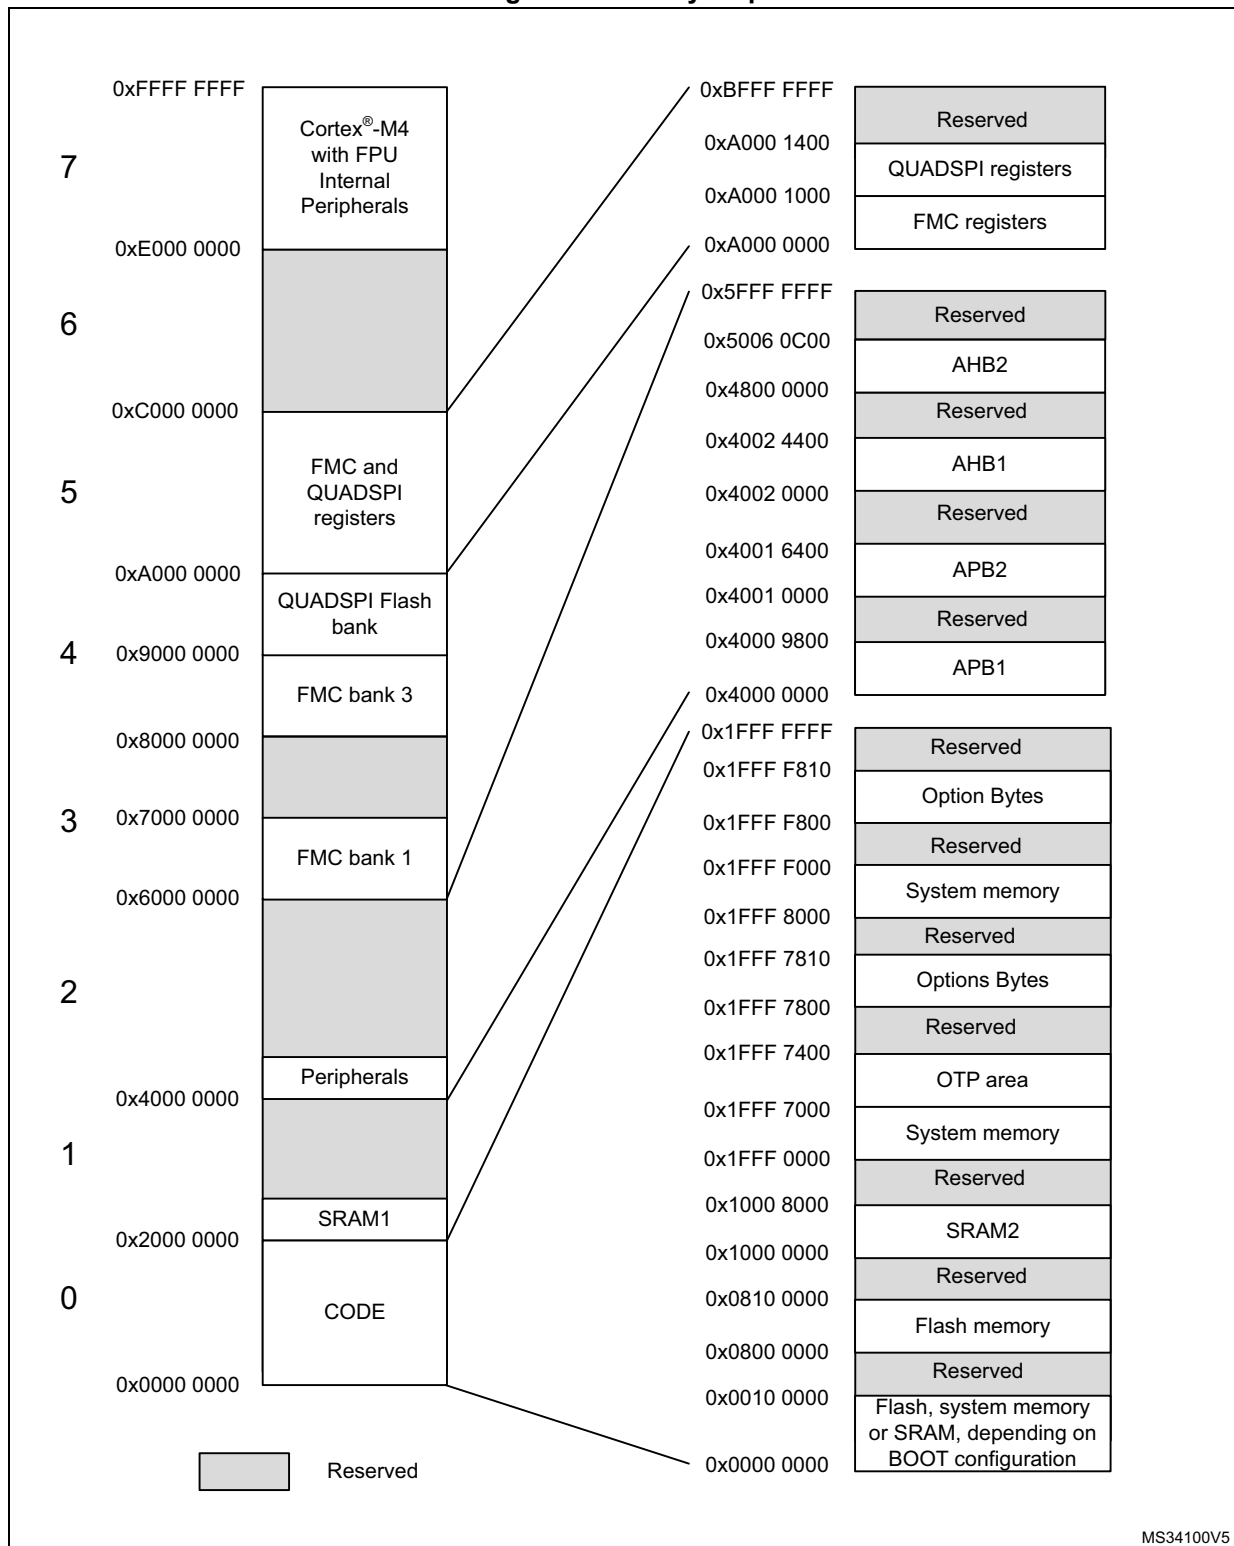 0xFFFF FFFF
Cortex®-M4
with FPU
Internal
Peripherals
7
0xE000 0000
6
0xC000 0000
FMC and
QUADSPI
registers
5
0xA000 0000
QUADSPI Flash
bank
4
0x9000 0000
FMC bank 3
0x8000 0000
3
0x7000 0000
FMC bank 1
0x6000 0000
2
Peripherals
0x4000 0000
1
SRAM1
0x2000 0000
0
CODE
0x0000 0000
Reserved
0xBFFF FFFF
Reserved
0xA000 1400
QUADSPI registers
0xA000 1000
FMC registers
0xA000 0000
0x5FFF FFFF
Reserved
0x5006 0C00
AHB2
0x4800 0000
Reserved
0x4002 4400
AHB1
0x4002 0000
Reserved
0x4001 6400
APB2
0x4001 0000
Reserved
0x4000 9800
APB1
0x4000 0000
0x1FFF FFFF
Reserved
0x1FFF F810
Option Bytes
0x1FFF F800
Reserved
0x1FFF F000
System memory
0x1FFF 8000
Reserved
0x1FFF 7810
Options Bytes
0x1FFF 7800
Reserved
0x1FFF 7400
OTP area
0x1FFF 7000
System memory
0x1FFF 0000
Reserved
0x1000 8000
SRAM2
0x1000 0000
Reserved
0x0810 0000
Flash memory
0x0800 0000
Reserved
0x0010 0000
Flash, system memory
or SRAM, depending on
BOOT configuration
0x0000 0000
MS34100V5